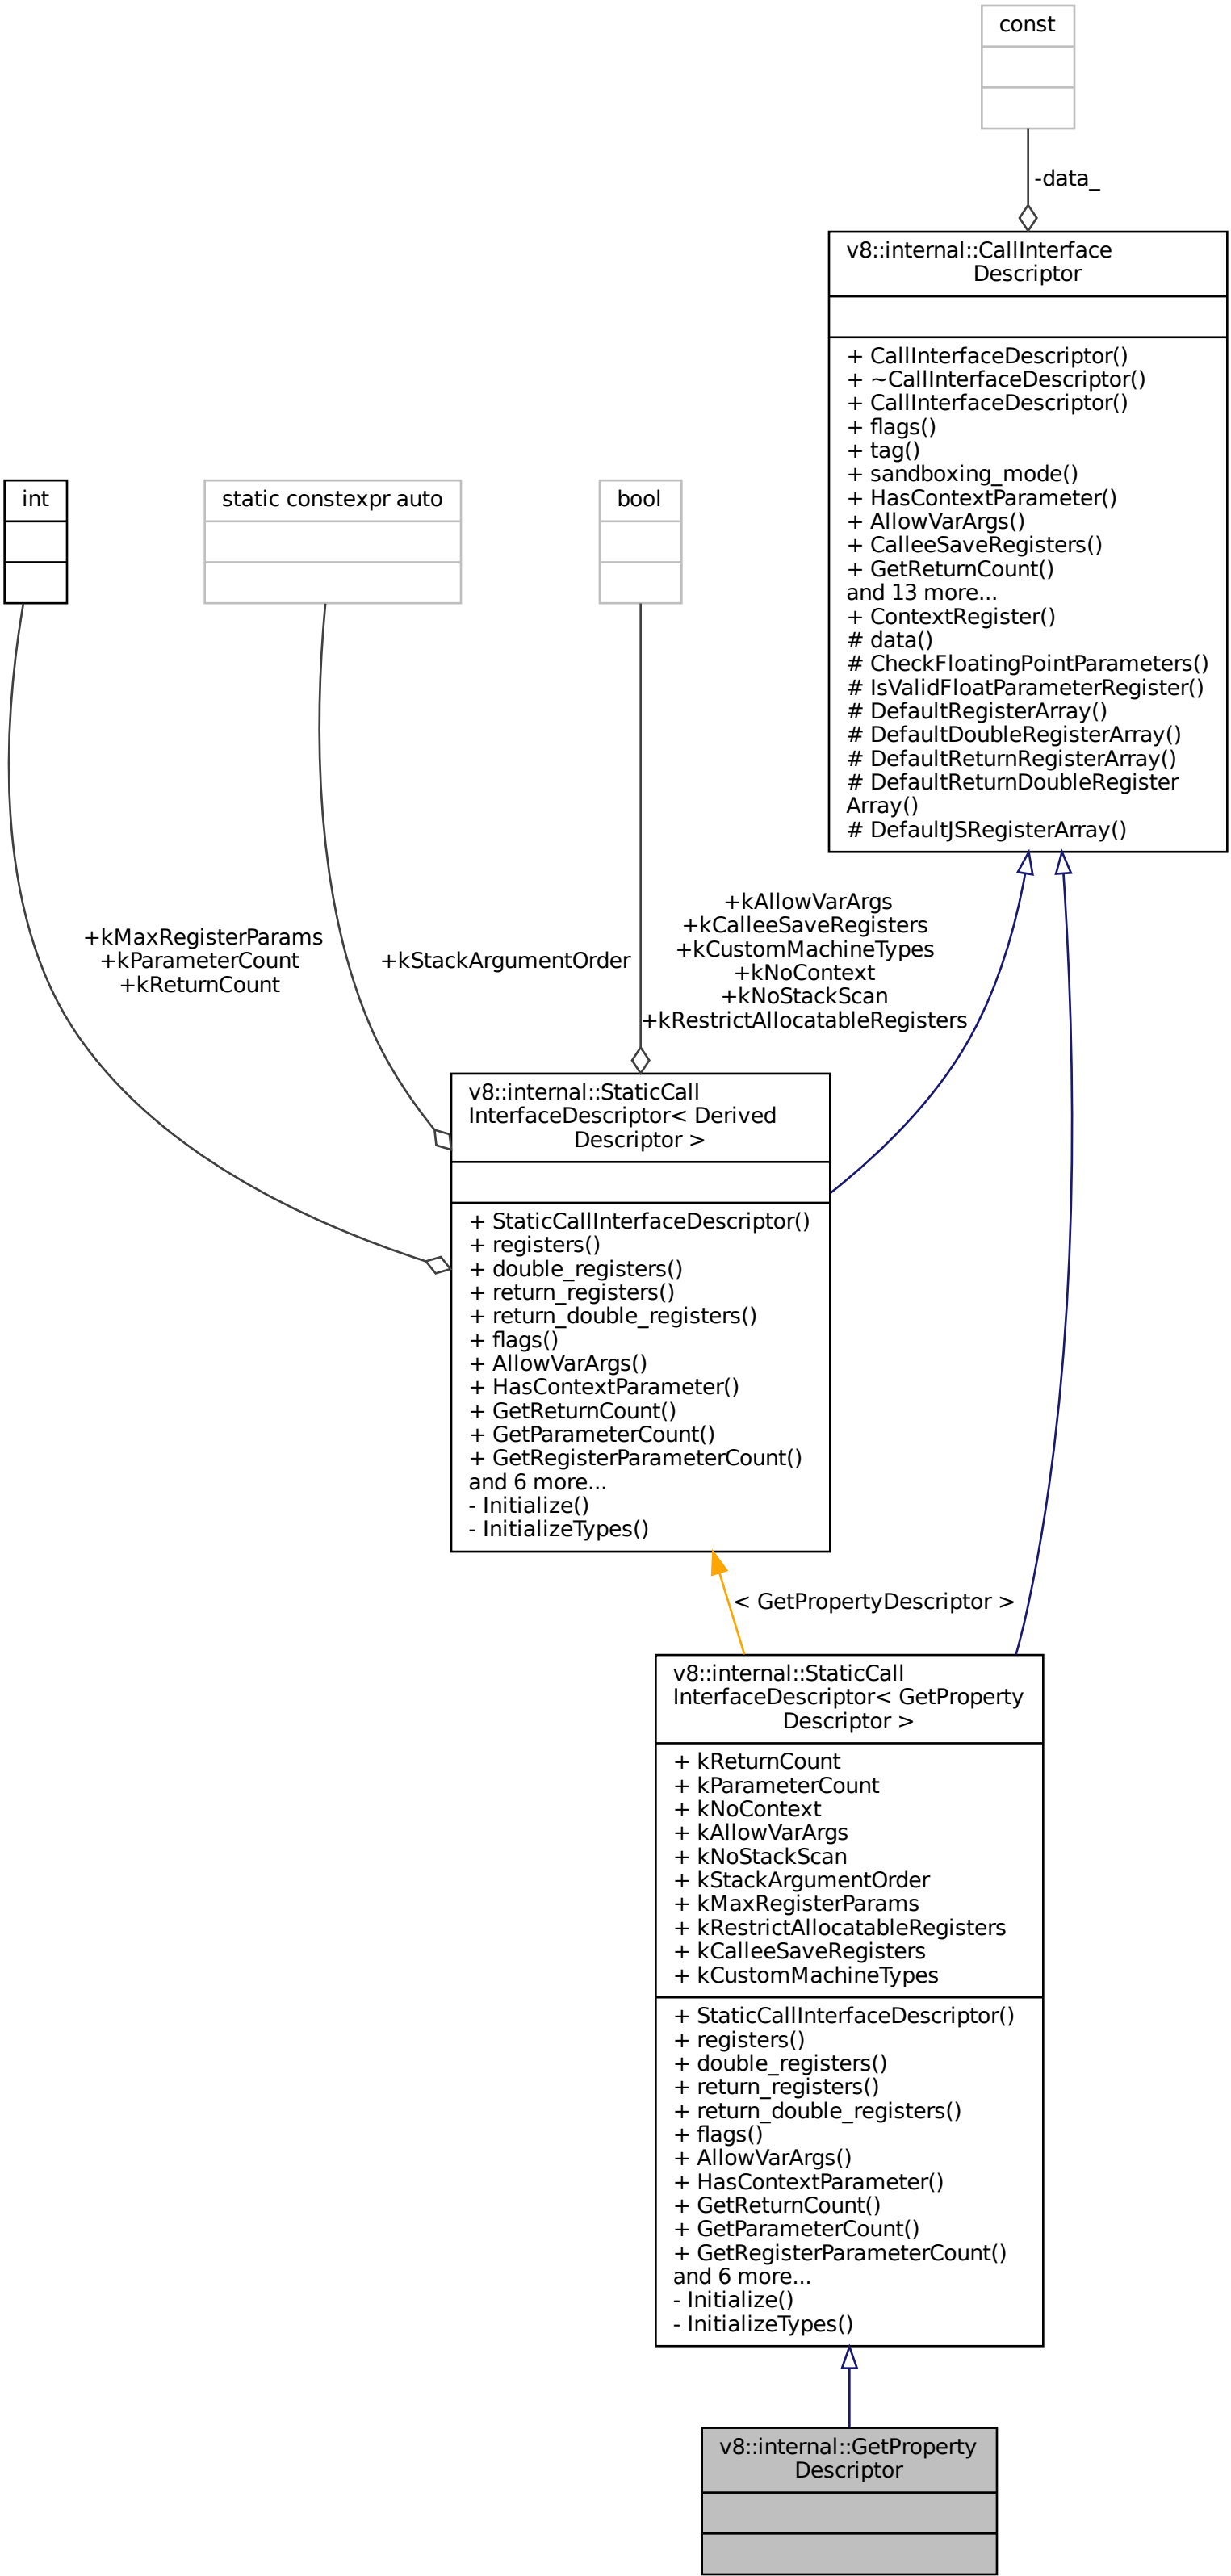 const
-data_
v8::internal::CallInterface
Descriptor
+ CallInterfaceDescriptor()
+ ~CallInterfaceDescriptor()
+ CallInterfaceDescriptor()
+ flags()
+ tag()
+ sandboxing_mode()
+ HasContextParameter()
+ AllowVarArgs()
+ CalleeSaveRegisters()
+ GetReturnCount()
and 13 more...
+ ContextRegister()
# data()
# CheckFloatingPointParameters()
# IsValidFloatParameterRegister()
# DefaultRegisterArray()
# DefaultDoubleRegisterArray()
# DefaultReturnRegisterArray()
# DefaultReturnDoubleRegister
Array()
# DefaultJSRegisterArray()
int
static constexpr auto
bool
+kMaxRegisterParams
+kParameterCount
+kReturnCount
+kStackArgumentOrder
+kAllowVarArgs
+kCalleeSaveRegisters
+kCustomMachineTypes
+kNoContext
+kNoStackScan
+kRestrictAllocatableRegisters
v8::internal::StaticCall
InterfaceDescriptor< Derived
Descriptor >
+ StaticCallInterfaceDescriptor()
+ registers()
+ double_registers()
+ return_registers()
+ return_double_registers()
+ flags()
+ AllowVarArgs()
+ HasContextParameter()
+ GetReturnCount()
+ GetParameterCount()
+ GetRegisterParameterCount()
and 6 more...
- Initialize()
- InitializeTypes()
< GetPropertyDescriptor >
v8::internal::StaticCall
InterfaceDescriptor< GetProperty
Descriptor >
+ kReturnCount
+ kParameterCount
+ kNoContext
+ kAllowVarArgs
+ kNoStackScan
+ kStackArgumentOrder
+ kMaxRegisterParams
+ kRestrictAllocatableRegisters
+ kCalleeSaveRegisters
+ kCustomMachineTypes
+ StaticCallInterfaceDescriptor()
+ registers()
+ double_registers()
+ return_registers()
+ return_double_registers()
+ flags()
+ AllowVarArgs()
+ HasContextParameter()
+ GetReturnCount()
+ GetParameterCount()
+ GetRegisterParameterCount()
and 6 more...
- Initialize()
- InitializeTypes()
v8::internal::GetProperty
Descriptor